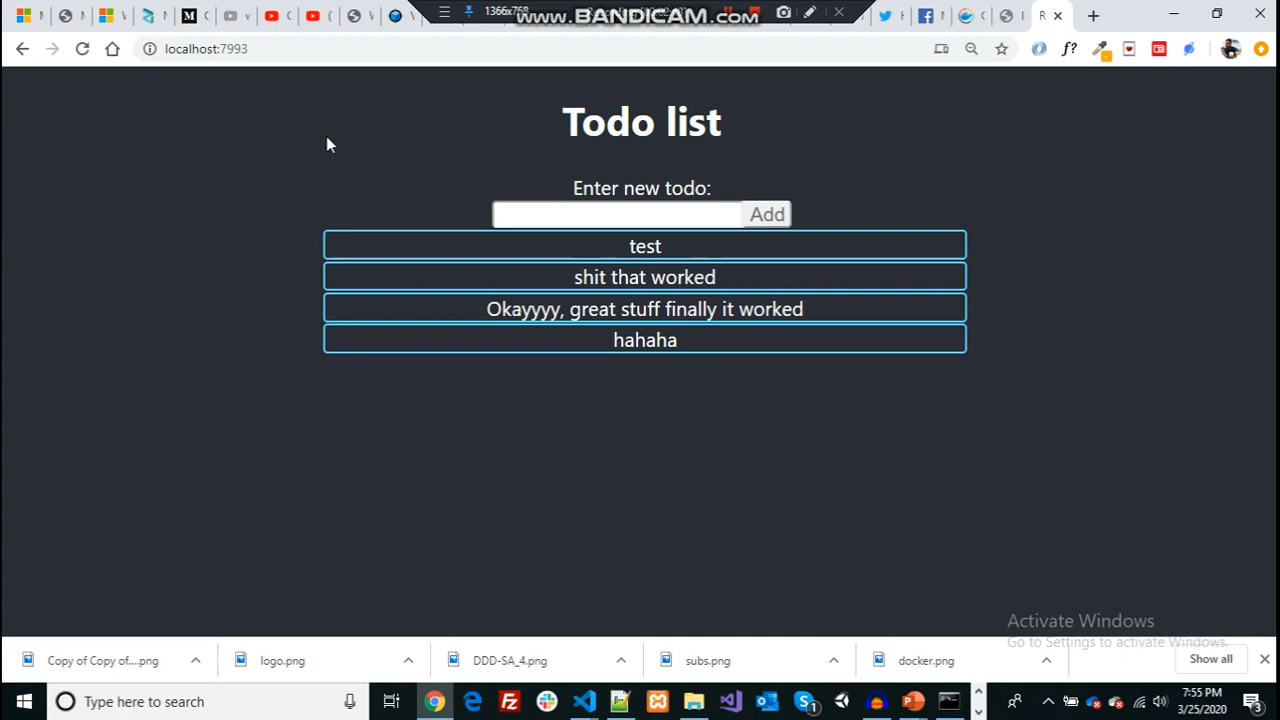 1366x768
www.BANDICAM.com
localhost:7993
f?
Todo list
Enter new todo:
Add
test
shit that worked
Okayyyy, great stuff finally it worked
hahaha
Activate Windows
Go to Settings to activate Windows.
Copy of Copy of....png
logo.png
DDD-SA_4.png
subs.png
docker.png
Show all
Type here to search
7:55 PM
3/25/2020